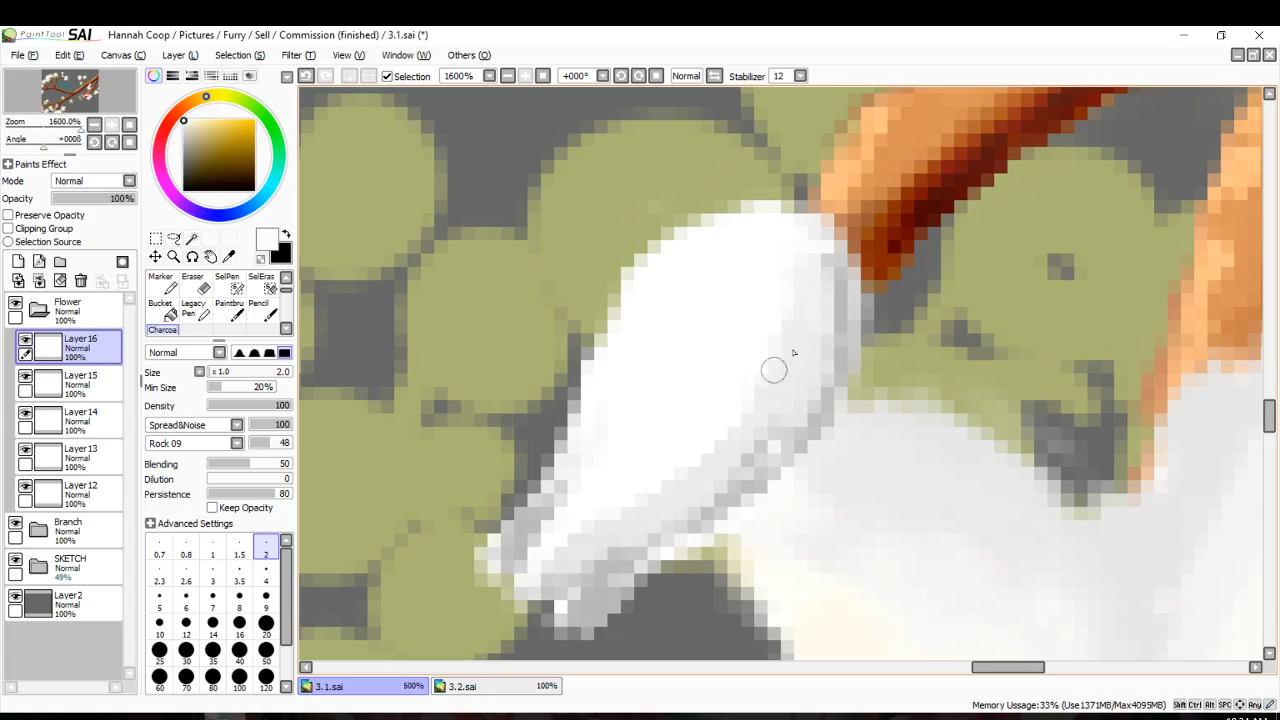 PaintTool SAI Hannah Coop / Pictures / Furry / Sell / Commission (finished) / 3.1.sai (*)
File (F) Edit (E) Canvas (C) Layer (L) Selection (S) Filter (T) View (V) Window (W) Others (O)
Selection 1600% +000° Normal Stabilizer 12
Zoom 1600.0%
Angle +000δ
Paints Effect
Mode Normal
Opacity 100%
Preserve Opacity
Clipping Group
Selection Source
Flower
Normal
100%
Layer16
Normal
100%
Layer15
Normal
100%
Layer14
Normal
100%
Layer13
Normal
100%
Layer12
Normal
100%
Branch
Normal
100%
SKETCH
49%
Layer2
Normal
100%
Marker Eraser SelPen SelEras
Bucket Legacy Pen Paintbru Pencil
Charcoa
Normal
Size x 1.0 2.0
Min Size 20%
Density 100
Spread&Noise 100
Rock 09 48
Blending 50
Dilution 0
Persistence 80
Keep Opacity
Advanced Settings
0.7 0.8 1 1.5 2
2.3 2.6 3 3.5 4
5 6 7 8 9
10 12 14 16 20
25 30 35 40 50
60 70 80 100 120
3.1.sai 600% 3.2.sai 100%
Memory Ussage:33% (Use1371MB/Max4095MB) Shift Ctrl Alt SPC Any